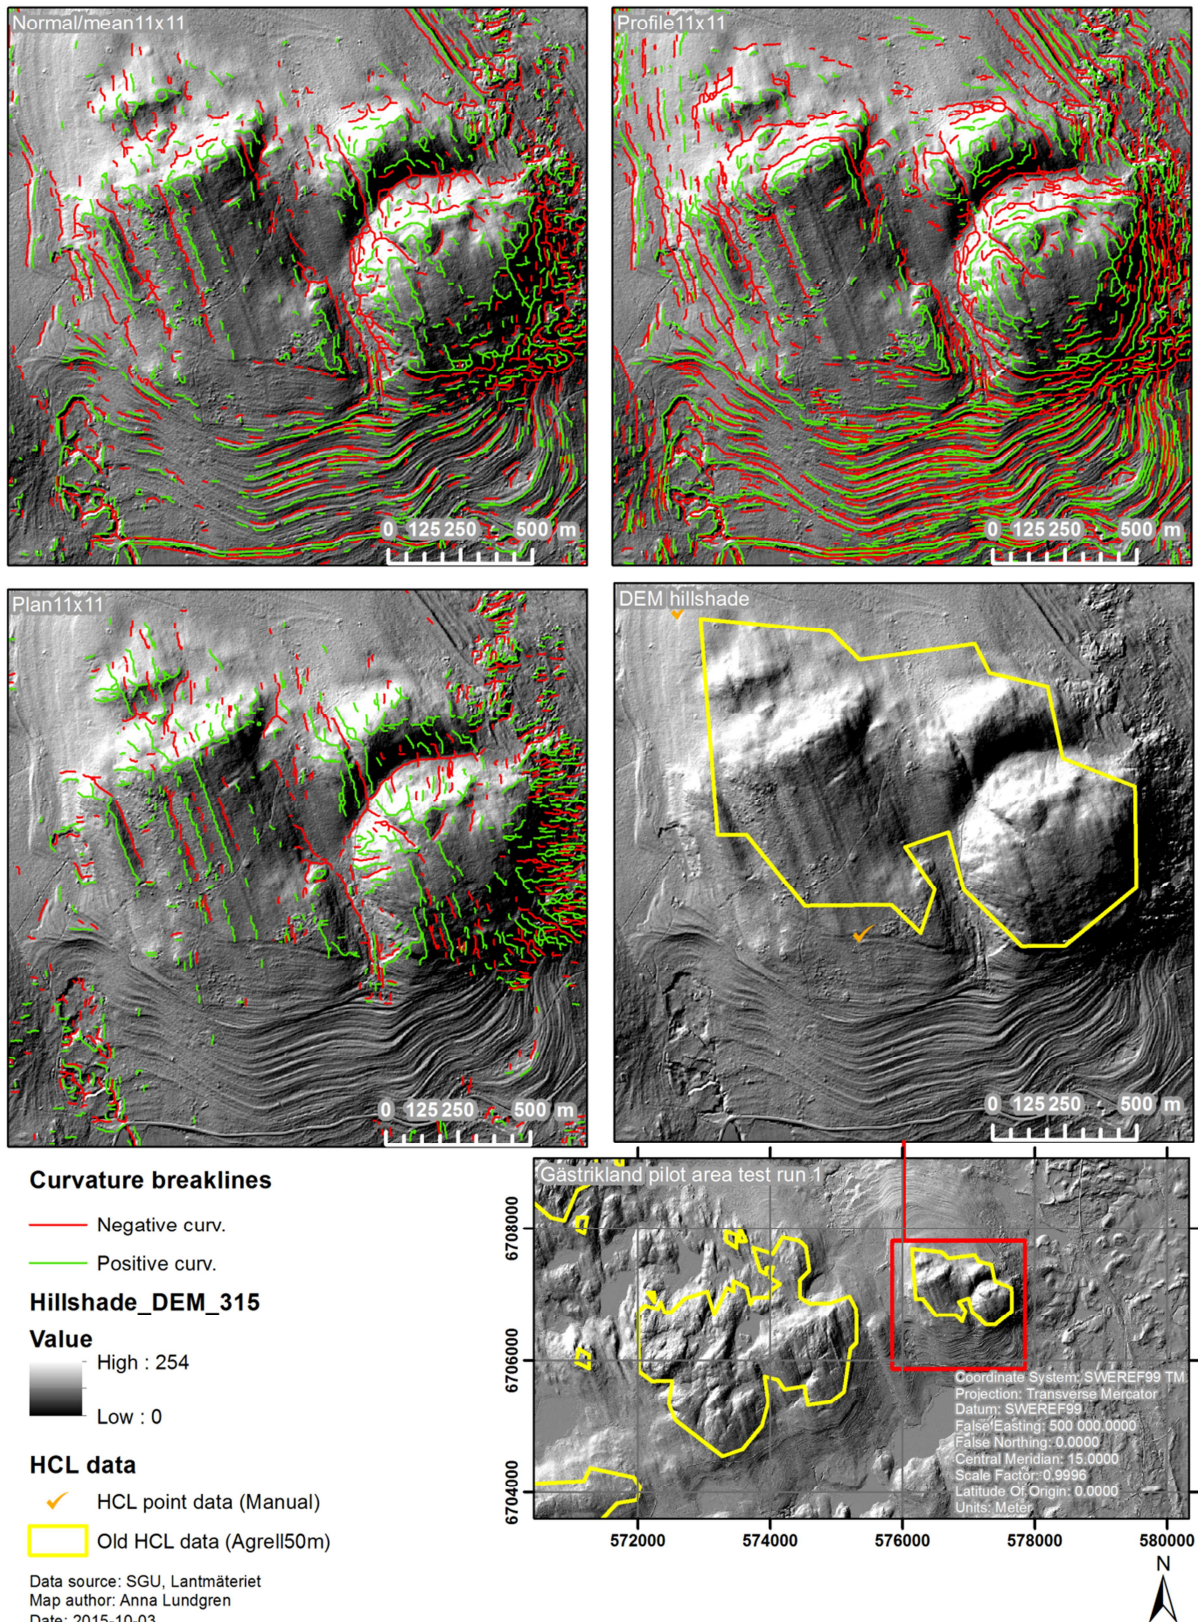 Normal/mean11x11
Profile11x11
0 125 250 500 m
0 125 250 500 m
Plan11x11
DEM hillshade
0 125 250 500 m
0 125 250 500 m
Curvature breaklines
Negative curv.
Positive curv.
Hillshade_DEM_315
Value
High : 254
Low : 0
HCL data
HCL point data (Manual)
Old HCL data (Agrell50m)
Data source: SGU, Lantmäteriet
Map author: Anna Lundgren
Date: 2015-10-03
Gästrikland pilot area test run 1
6708000
6706000
6704000
Coordinate System: SWEREF99 TM
Projection: Transverse Mercator
Datum: SWEREF99
False Easting: 500 000.0000
False Northing: 0.0000
Central Meridian: 15.0000
Scale Factor: 0.9996
Latitude Of Origin: 0.0000
Units: Meter
572000 574000 576000 578000 580000
N